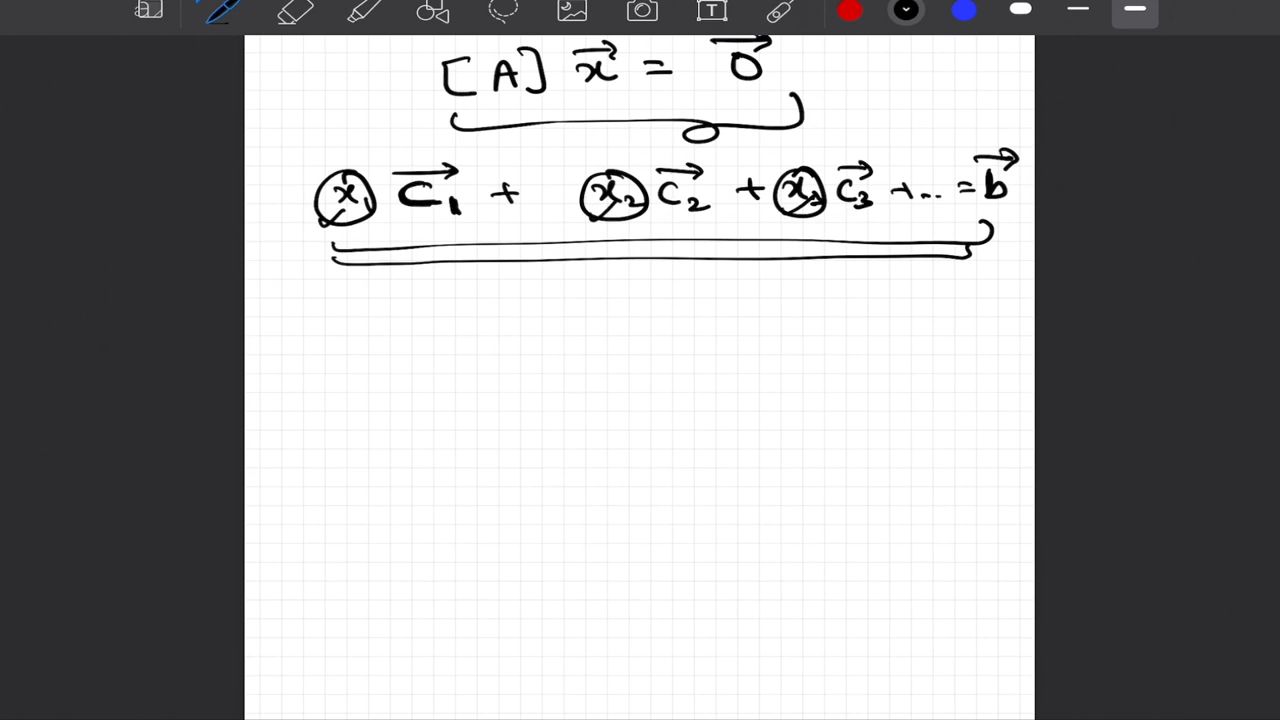 [A] x⃗ = 0⃗
x₁ c⃗₁ + x₂ c⃗₂ + x₃ c⃗₃ + ... = b⃗